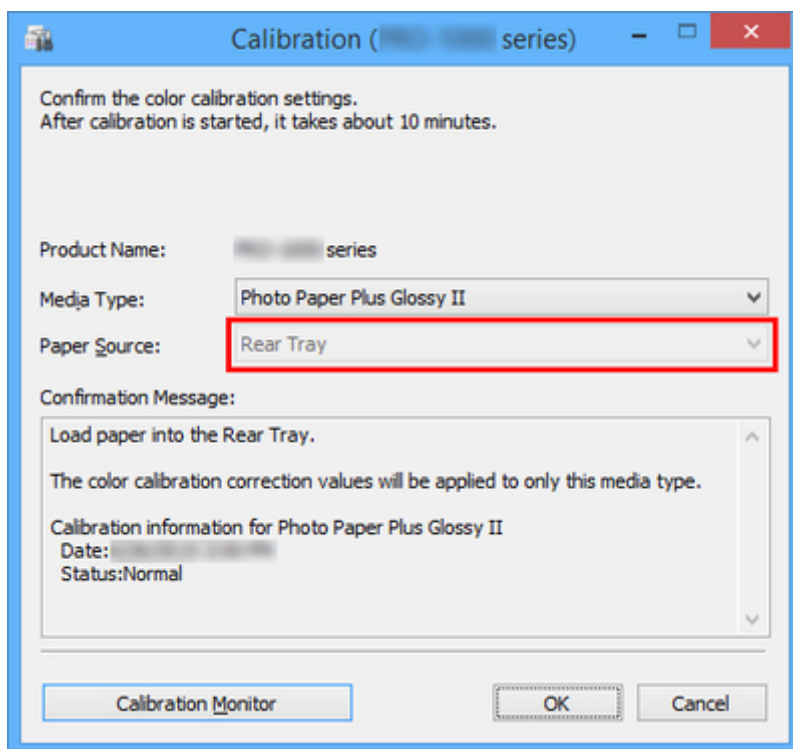 Calibration ( series)
Confirm the color calibration settings.
After calibration is started, it takes about 10 minutes.
Product Name: series
Media Type: Photo Paper Plus Glossy II
Paper Source: Rear Tray
Confirmation Message:
Load paper into the Rear Tray.
The color calibration correction values will be applied to only this media type.
Calibration information for Photo Paper Plus Glossy II
Date:
Status:Normal
Calibration Monitor OK Cancel